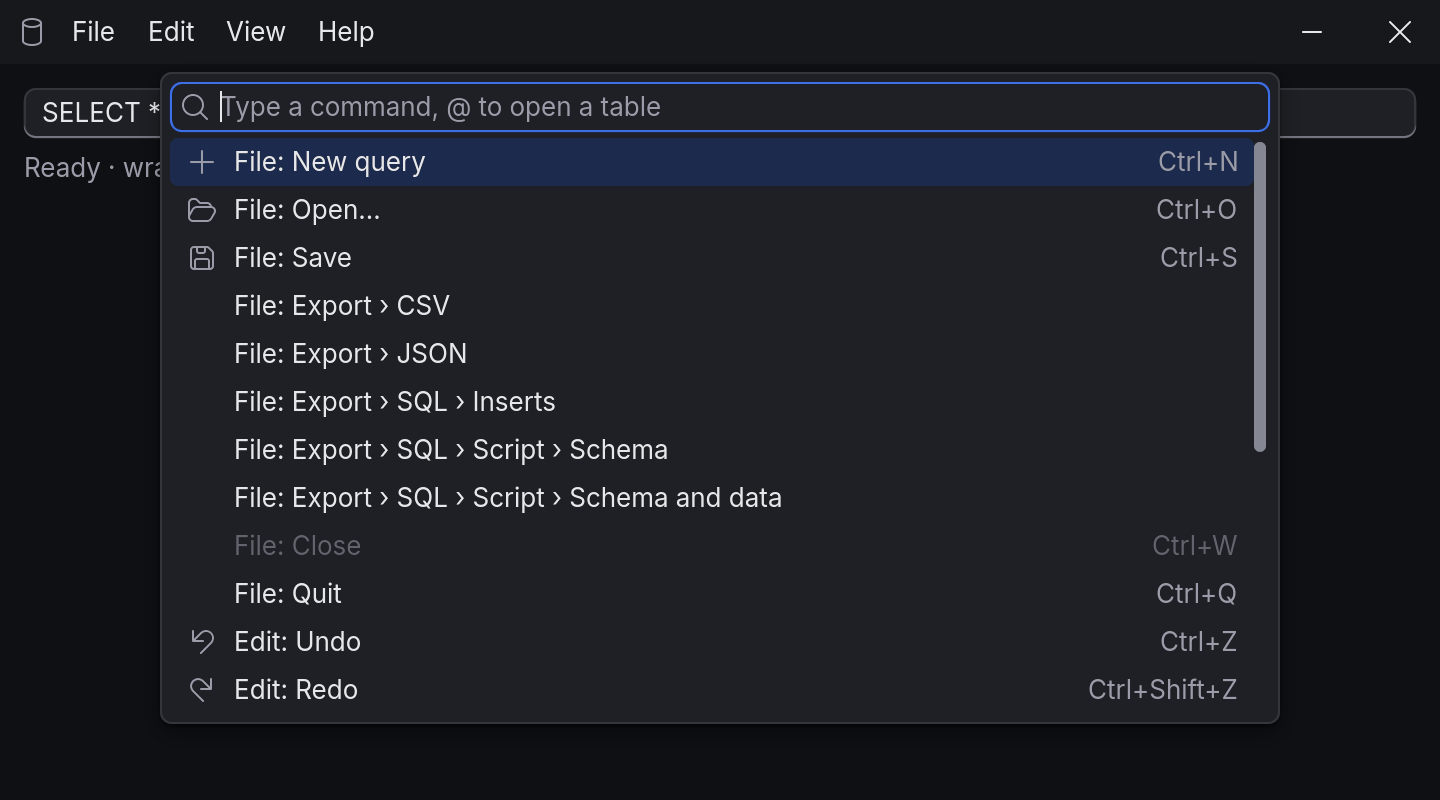 File Edit View Help
SELECT *
Type a command, @ to open a table
Ready ·
File: New query Ctrl+N
File: Open... Ctrl+O
File: Save Ctrl+S
File: Export › CSV
File: Export › JSON
File: Export › SQL › Inserts
File: Export › SQL › Script › Schema
File: Export › SQL › Script › Schema and data
File: Close Ctrl+W
File: Quit Ctrl+Q
Edit: Undo Ctrl+Z
Edit: Redo Ctrl+Shift+Z